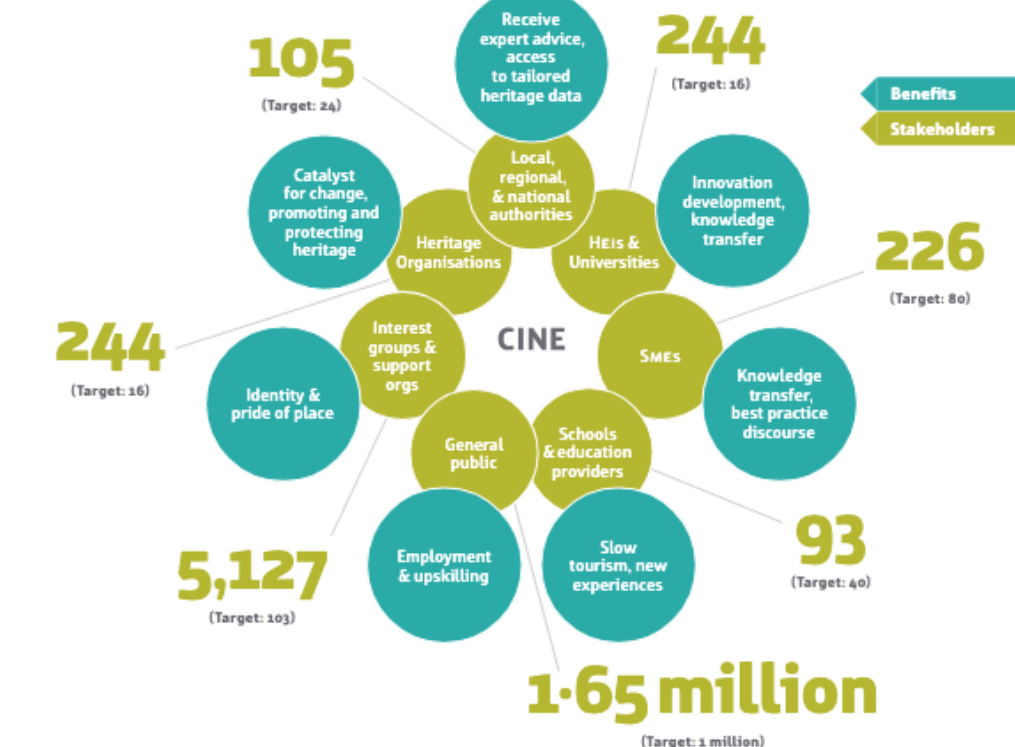 Receive
expert advice,
access
to tailored
heritage data
105
(Target: 24)
244
(Target: 16)
Benefits
Stakeholders
Local,
regional,
& national
authorities
Catalyst
for change,
promoting and
protecting
heritage
Innovation
development,
knowledge
transfer
Heritage
Organisations
HEIs &
Universities
226
(Target: 80)
244
(Target: 16)
Interest
groups &
support
orgs
CINE
SMEs
Identity &
pride of place
Knowledge
transfer,
best practice
discourse
General
public
Schools
& education
providers
5,127
(Target: 103)
Employment
& upskilling
Slow
tourism, new
experiences
93
(Target: 40)
1·65 million
(Target: 1 million)